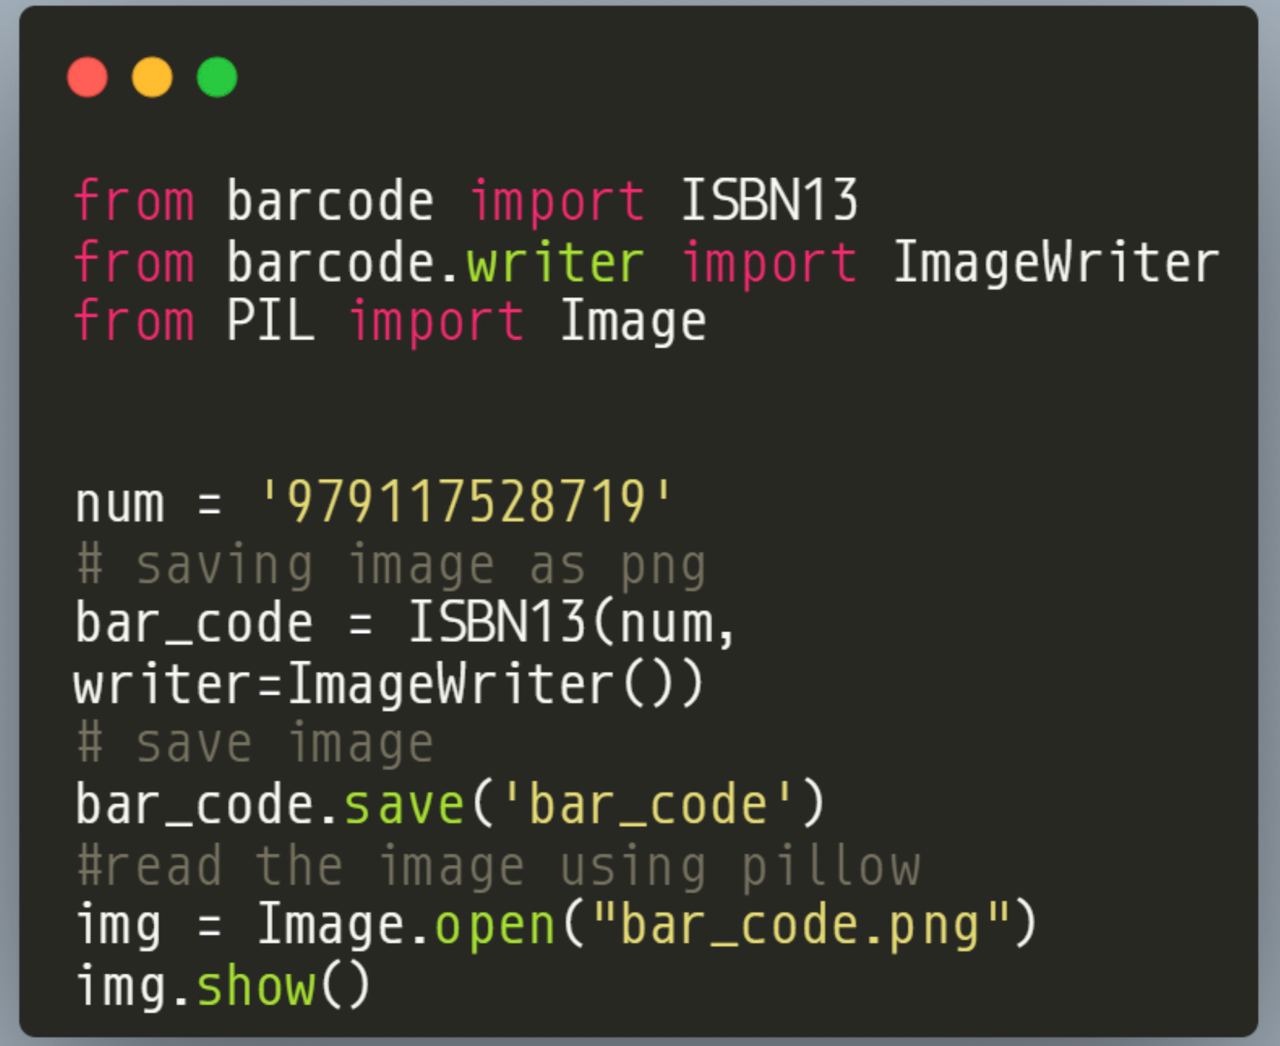 from barcode import ISBN13
from barcode.writer import ImageWriter
from PIL import Image
num = '979117528719'
# saving image as png
bar_code = ISBN13(num,
writer=ImageWriter())
# save image
bar_code.save('bar_code')
#read the image using pillow
img = Image.open("bar_code.png")
img.show()